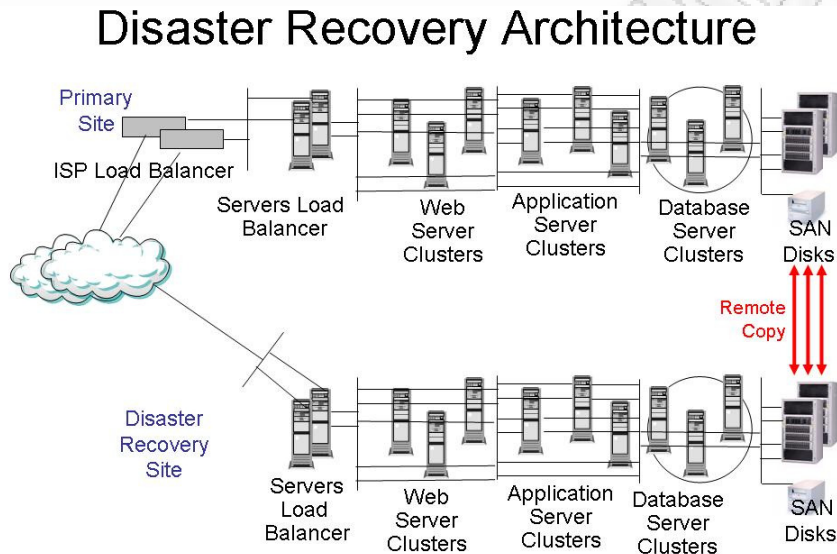 Disaster Recovery Architecture
Primary
Site
ISP Load Balancer
Servers Load
Balancer
Web
Server
Clusters
Application
Server
Clusters
Database
Server
Clusters
SAN
Disks
Remote
Copy
Disaster
Recovery
Site
Servers
Load
Balancer
Web
Server
Clusters
Application
Server
Clusters
Database
Server
Clusters
SAN
Disks